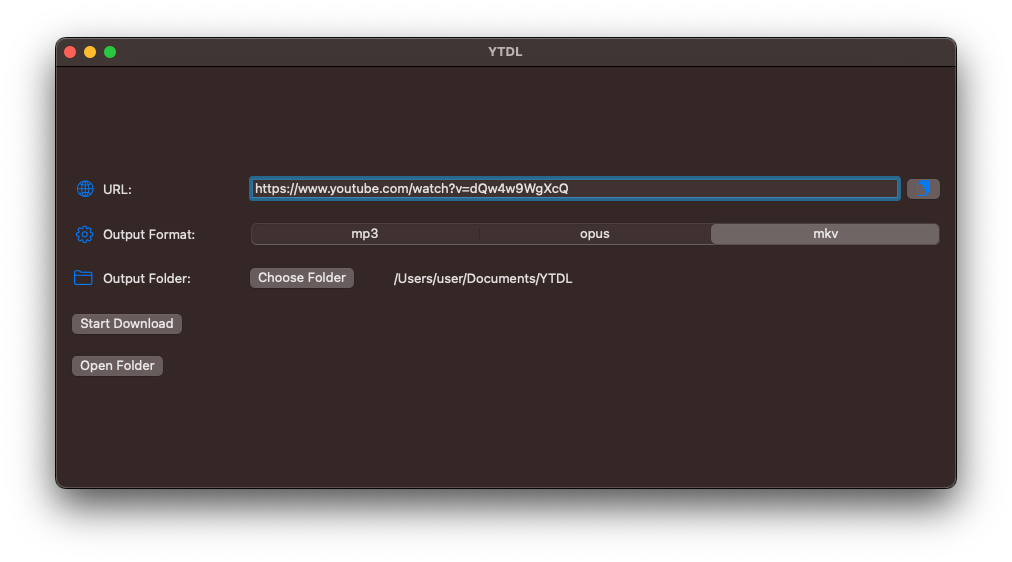 YTDL
URL: https://www.youtube.com/watch?v=dQw4w9WgXcQ
Output Format: mp3 opus mkv
Output Folder: Choose Folder /Users/user/Documents/YTDL
Start Download
Open Folder